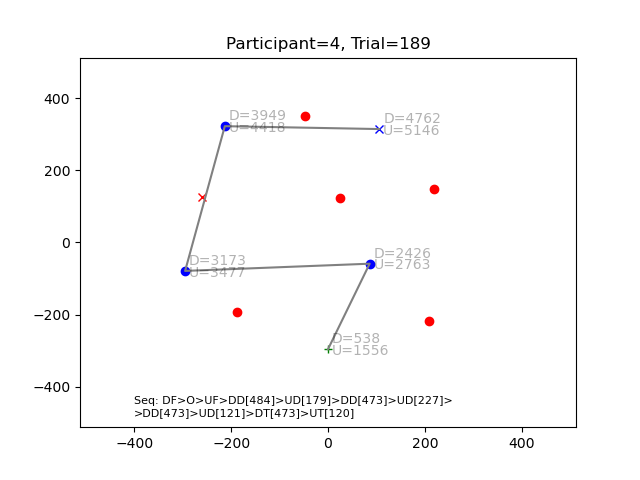 Participant=4, Trial=189
400
200
0
−200
−400
D=3949
U=4418
D=4762
U=5146
D=3173
U=3477
D=2426
U=2763
D=538
U=1556
Seq: DF>O>UF>DD[484]>UD[179]>DD[473]>UD[227]>
>DD[473]>UD[121]>DT[473]>UT[120]
−400
−200
0
200
400